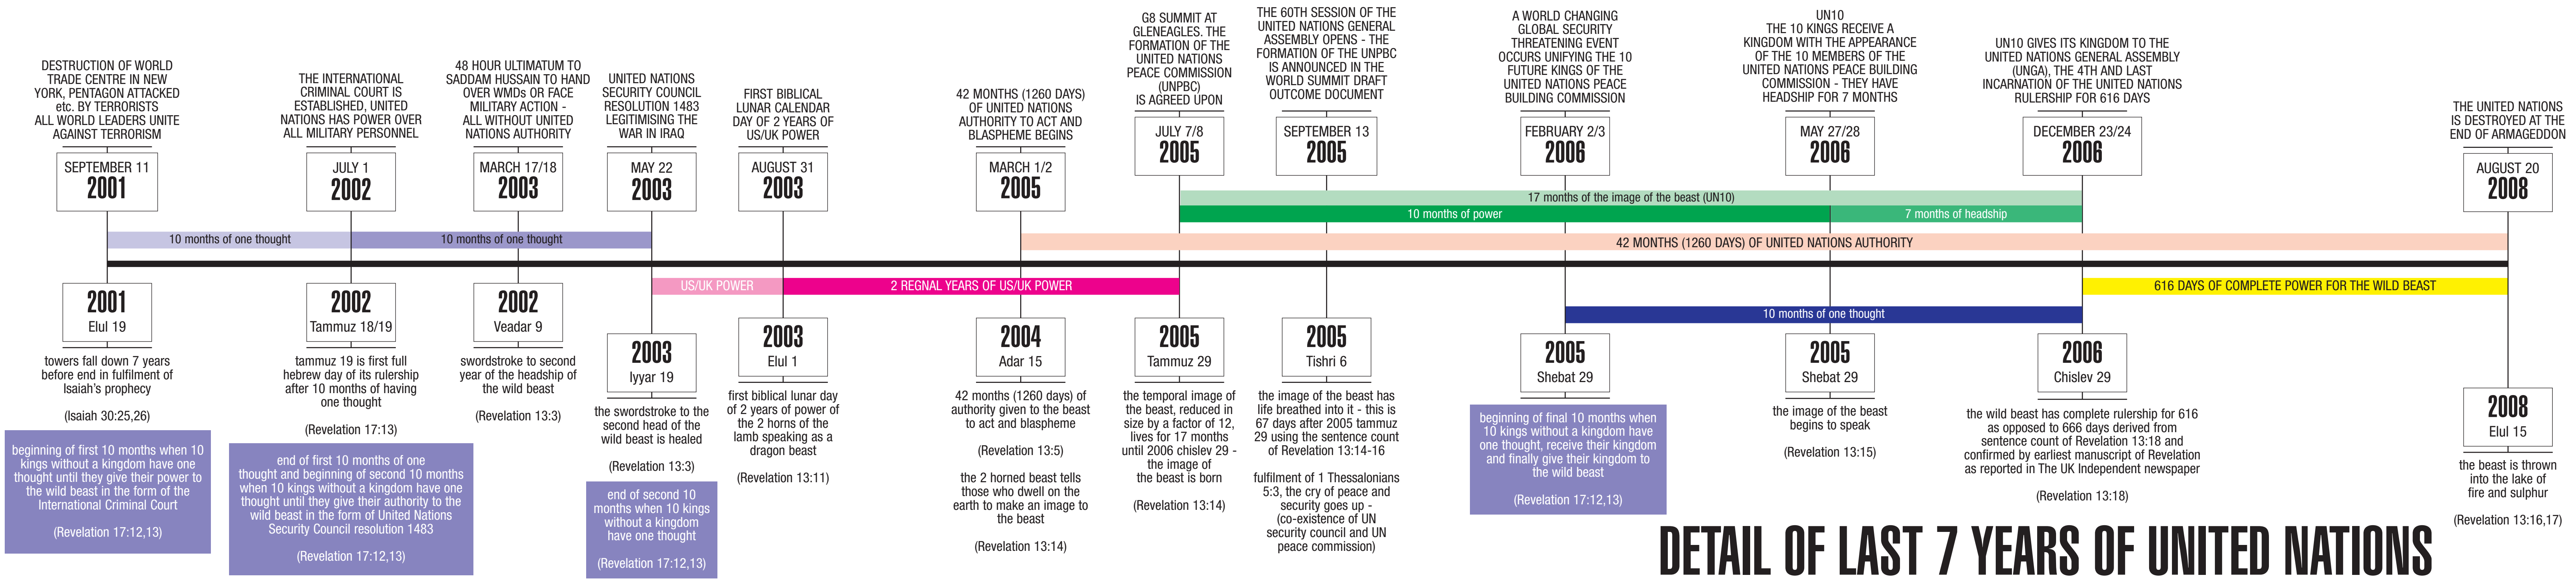 DESTRUCTION OF WORLD
TRADE CENTRE IN NEW
YORK, PENTAGON ATTACKED
etc. BY TERRORISTS
ALL WORLD LEADERS UNITE
AGAINST TERRORISM
SEPTEMBER 11
2001
THE INTERNATIONAL
CRIMINAL COURT IS
ESTABLISHED, UNITED
NATIONS HAS POWER OVER
ALL MILITARY PERSONNEL
JULY 1
2002
48 HOUR ULTIMATUM TO
SADDAM HUSSAIN TO HAND
OVER WMDs OR FACE
MILITARY ACTION -
ALL WITHOUT UNITED
NATIONS AUTHORITY
MARCH 17/18
2003
UNITED NATIONS
SECURITY COUNCIL
RESOLUTION 1483
LEGITIMISING THE
WAR IN IRAQ
MAY 22
2003
FIRST BIBLICAL
LUNAR CALENDAR
DAY OF 2 YEARS OF
US/UK POWER
AUGUST 31
2003
42 MONTHS (1260 DAYS)
OF UNITED NATIONS
AUTHORITY TO ACT AND
BLASPHEME BEGINS
MARCH 1/2
2005
G8 SUMMIT AT
GLENEAGLES. THE
FORMATION OF THE
UNITED NATIONS
PEACE COMMISSION
(UNPBC)
IS AGREED UPON
JULY 7/8
2005
THE 60TH SESSION OF THE
UNITED NATIONS GENERAL
ASSEMBLY OPENS - THE
FORMATION OF THE UNPBC
IS ANNOUNCED IN THE
WORLD SUMMIT DRAFT
OUTCOME DOCUMENT
SEPTEMBER 13
2005
A WORLD CHANGING
GLOBAL SECURITY
THREATENING EVENT
OCCURS UNIFYING THE 10
FUTURE KINGS OF THE
UNITED NATIONS PEACE
BUILDING COMMISSION
FEBRUARY 2/3
2006
UN10
THE 10 KINGS RECEIVE A
KINGDOM WITH THE APPEARANCE
OF THE 10 MEMBERS OF THE
UNITED NATIONS PEACE BUILDING
COMMISSION - THEY HAVE
HEADSHIP FOR 7 MONTHS
MAY 27/28
2006
UN10 GIVES ITS KINGDOM TO THE
UNITED NATIONS GENERAL ASSEMBLY
(UNGA), THE 4TH AND LAST
INCARNATION OF THE UNITED NATIONS
RULERSHIP FOR 616 DAYS
DECEMBER 23/24
2006
THE UNITED NATIONS
IS DESTROYED AT THE
END OF ARMAGEDDON
AUGUST 20
2008
17 months of the image of the beast (UN10)
10 months of power
7 months of headship
10 months of one thought
10 months of one thought
42 MONTHS (1260 DAYS) OF UNITED NATIONS AUTHORITY
US/UK POWER
2 REGNAL YEARS OF US/UK POWER
616 DAYS OF COMPLETE POWER FOR THE WILD BEAST
10 months of one thought
2001
Elul 19
towers fall down 7 years
before end in fulfilment of
Isaiah's prophecy
(Isaiah 30:25,26)
beginning of first 10 months when 10
kings without a kingdom have one
thought until they give their power to
the wild beast in the form of the
International Criminal Court
(Revelation 17:12,13)
2002
Tammuz 18/19
tammuz 19 is first full
hebrew day of its rulership
after 10 months of having
one thought
(Revelation 17:13)
end of first 10 months of one
thought and beginning of second 10 months
when 10 kings without a kingdom have one
thought until they give their authority to the
wild beast in the form of United Nations
Security Council resolution 1483
(Revelation 17:12,13)
2002
Veadar 9
swordstroke to second
year of the headship of
the wild beast
(Revelation 13:3)
2003
Iyyar 19
the swordstroke to the
second head of the
wild beast is healed
(Revelation 13:3)
end of second 10
months when 10 kings
without a kingdom
have one thought
(Revelation 17:12,13)
2003
Elul 1
first biblical lunar day
of 2 years of power of
the 2 horns of the
lamb speaking as a
dragon beast
(Revelation 13:11)
2004
Adar 15
42 months (1260 days) of
authority given to the beast
to act and blaspheme
(Revelation 13:5)
the 2 horned beast tells
those who dwell on the
earth to make an image to
the beast
(Revelation 13:14)
2005
Tammuz 29
the temporal image of
the beast, reduced in
size by a factor of 12,
lives for 17 months
until 2006 chislev 29 -
the image of
the beast is born
(Revelation 13:14)
2005
Tishri 6
the image of the beast has
life breathed into it - this is
67 days after 2005 tammuz
29 using the sentence count
of Revelation 13:14-16
fulfilment of 1 Thessalonians
5:3, the cry of peace and
security goes up -
(co-existence of UN
security council and UN
peace commission)
2005
Shebat 29
beginning of final 10 months when
10 kings without a kingdom have
one thought, receive their kingdom
and finally give their kingdom to
the wild beast
(Revelation 17:12,13)
2005
Shebat 29
the image of the beast
begins to speak
(Revelation 13:15)
2006
Chislev 29
the wild beast has complete rulership for 616
as opposed to 666 days derived from
sentence count of Revelation 13:18 and
confirmed by earliest manuscript of Revelation
as reported in The UK Independent newspaper
(Revelation 13:18)
2008
Elul 15
the beast is thrown
into the lake of
fire and sulphur
(Revelation 13:16,17)
DETAIL OF LAST 7 YEARS OF UNITED NATIONS